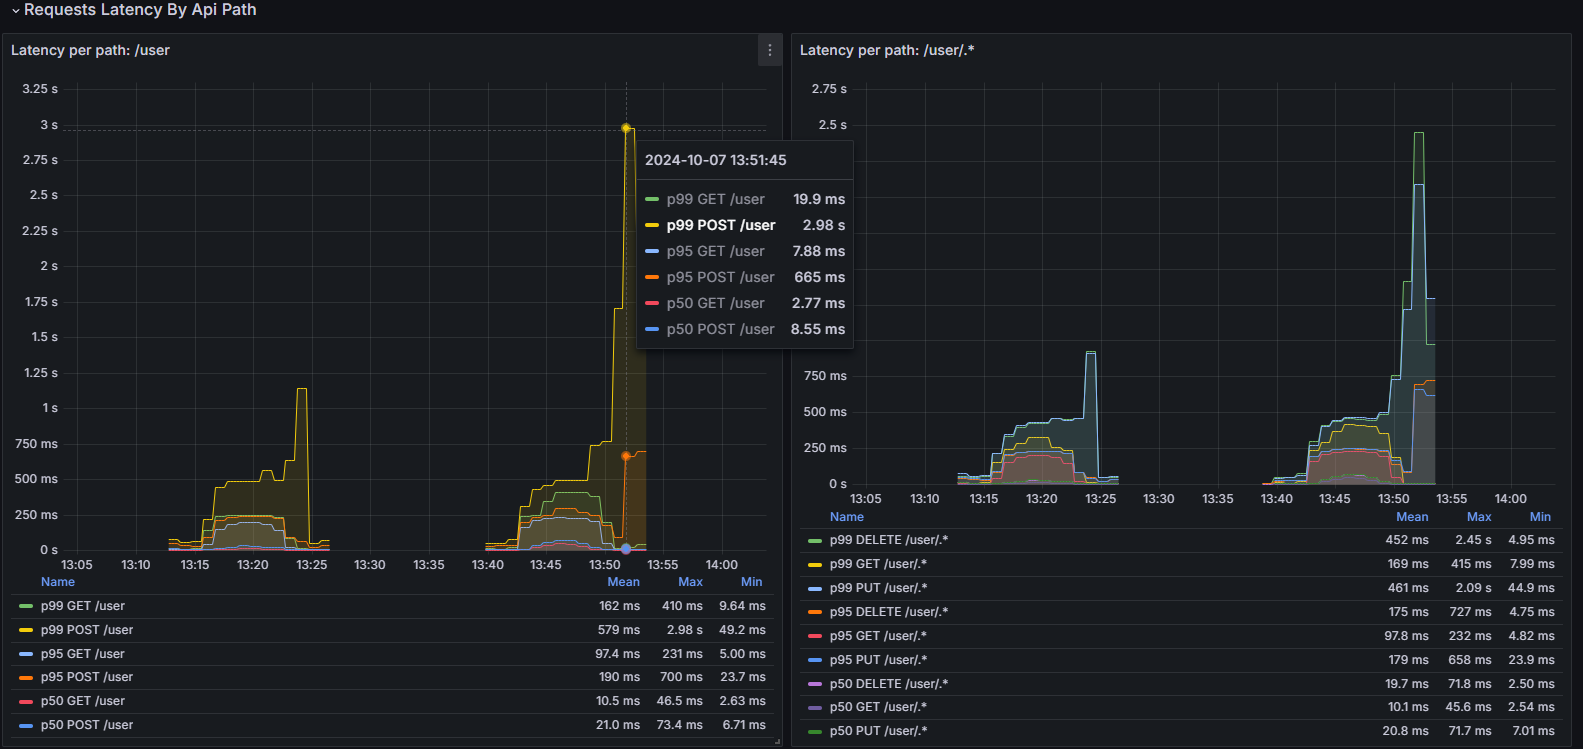 Requests Latency By Api Path
Latency per path: /user
3.25 s
3 s
2.75 s
2.5 s
2.25 s
2 s
1.75 s
1.5 s
1.25 s
1 s
750 ms
500 ms
250 ms
0 s
13:05 13:10 13:15 13:20 13:25 13:30 13:35 13:40 13:45 13:50 13:55 14:00
2024-10-07 13:51:45
p99 GET /user 19.9 ms
p99 POST /user 2.98 s
p95 GET /user 7.88 ms
p95 POST /user 665 ms
p50 GET /user 2.77 ms
p50 POST /user 8.55 ms
Name Mean Max Min
p99 GET /user 162 ms 410 ms 9.64 ms
p99 POST /user 579 ms 2.98 s 49.2 ms
p95 GET /user 97.4 ms 231 ms 5.00 ms
p95 POST /user 190 ms 700 ms 23.7 ms
p50 GET /user 10.5 ms 46.5 ms 2.63 ms
p50 POST /user 21.0 ms 73.4 ms 6.71 ms
Latency per path: /user/.*
2.75 s
2.5 s
750 ms
500 ms
250 ms
0 s
13:05 13:10 13:15 13:20 13:25 13:30 13:35 13:40 13:45 13:50 13:55 14:00
Name Mean Max Min
p99 DELETE /user/.* 452 ms 2.45 s 4.95 ms
p99 GET /user/.* 169 ms 415 ms 7.99 ms
p99 PUT /user/.* 461 ms 2.09 s 44.9 ms
p95 DELETE /user/.* 175 ms 727 ms 4.75 ms
p95 GET /user/.* 97.8 ms 232 ms 4.82 ms
p95 PUT /user/.* 179 ms 658 ms 23.9 ms
p50 DELETE /user/.* 19.7 ms 71.8 ms 2.50 ms
p50 GET /user/.* 10.1 ms 45.6 ms 2.54 ms
p50 PUT /user/.* 20.8 ms 71.7 ms 7.01 ms